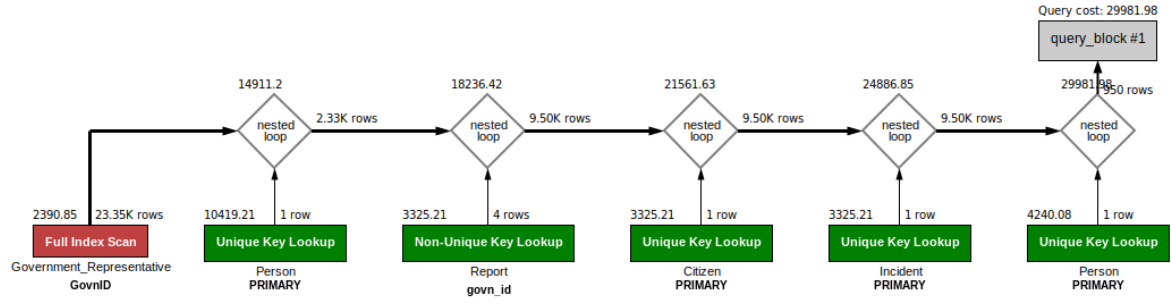 Query cost: 29981.98
query_block #1
14911.2
18236.42
21561.63
24886.85
29981.98
950 rows
nested
loop
2.33K rows
nested
loop
9.50K rows
nested
loop
9.50K rows
nested
loop
9.50K rows
nested
loop
2390.85
23.35K rows
10419.21
1 row
3325.21
4 rows
3325.21
1 row
3325.21
1 row
4240.08
1 row
Full Index Scan
Unique Key Lookup
Non-Unique Key Lookup
Unique Key Lookup
Unique Key Lookup
Unique Key Lookup
Government_Representative
Person
Report
Citizen
Incident
Person
GovnID
PRIMARY
govn_id
PRIMARY
PRIMARY
PRIMARY